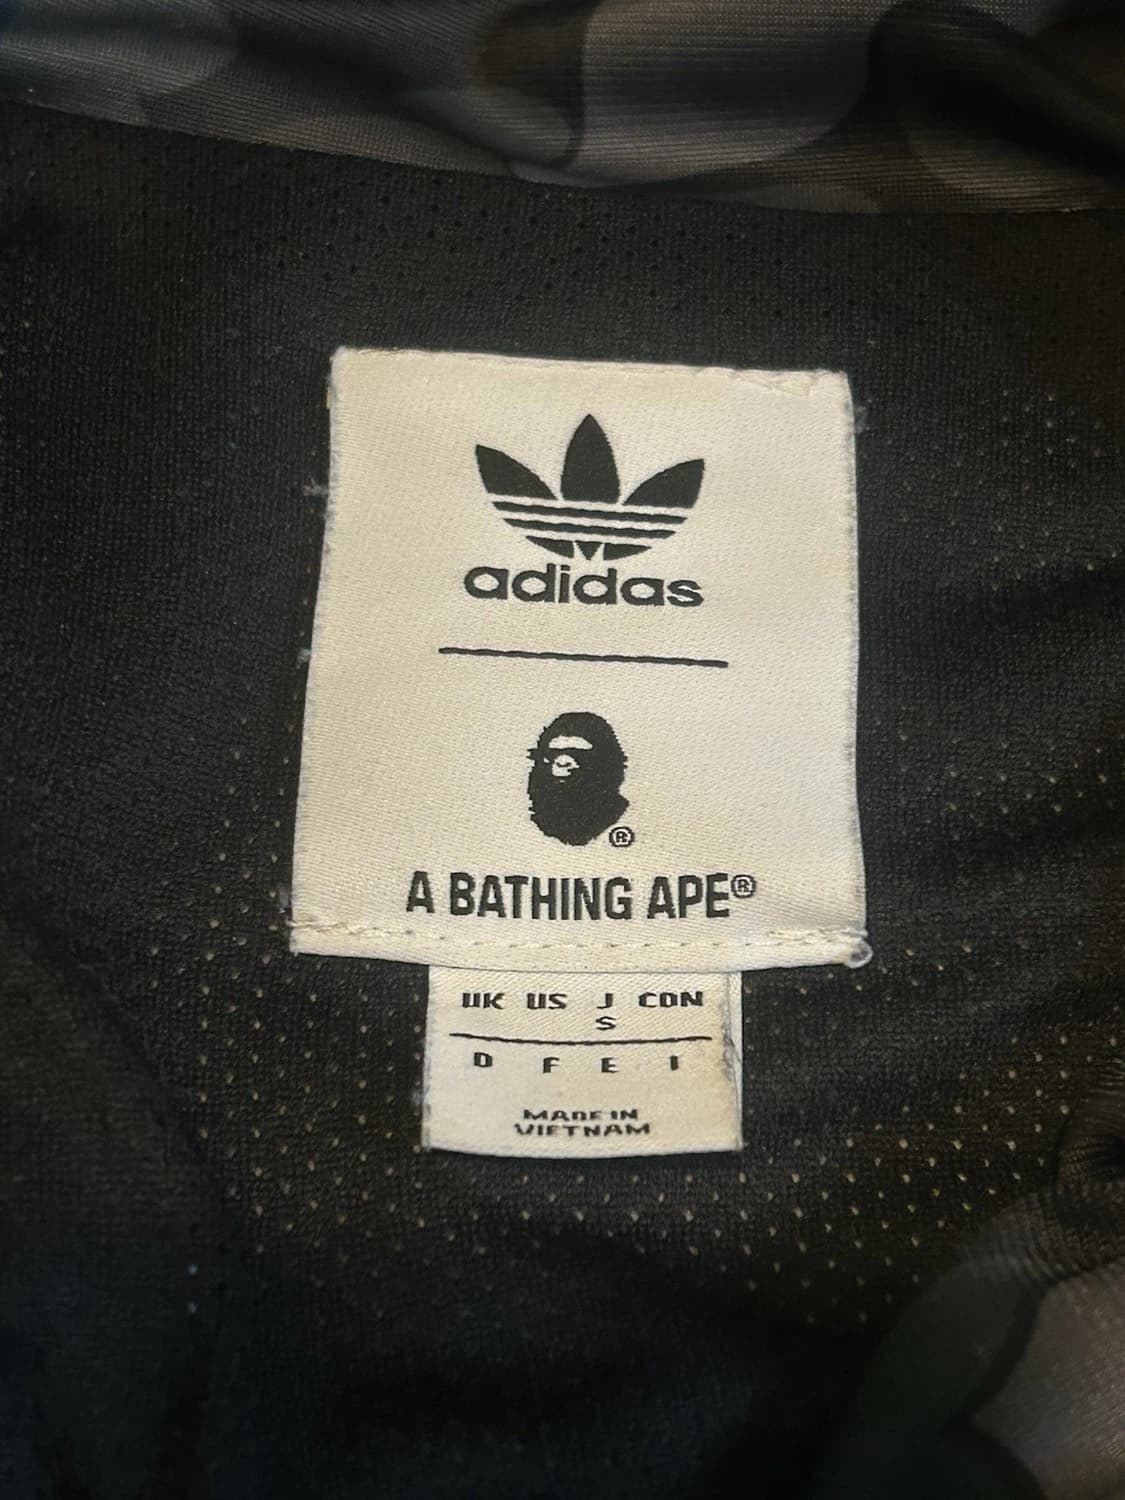 adidas
®
A BATHING APE®
UK US J CON
S
D F E I
MADE IN
VIETNAM